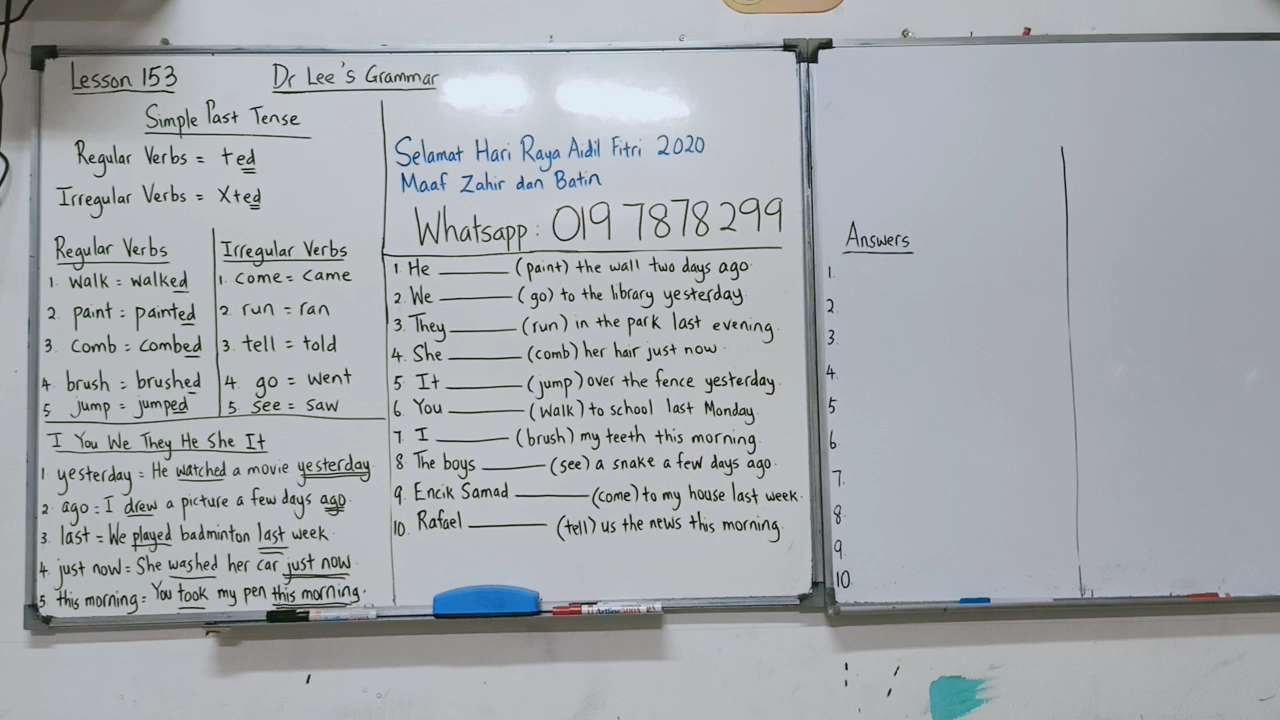 Lesson 153
Dr Lee's Grammar
Simple Past Tense
Regular Verbs = +ed
Irregular Verbs = X+ed
Regular Verbs
1. walk = walked
2. paint = painted
3. comb = combed
4. brush = brushed
5 jump = jumped
Irregular Verbs
1. come = came
2. run = ran
3. tell = told
4. go = went
5. see = saw
I You We They He She It
1. yesterday = He watched a movie yesterday.
2. ago = I drew a picture a few days ago.
3. last = We played badminton last week.
4. just now = She washed her car just now.
5. this morning = You took my pen this morning.
Selamat Hari Raya Aidil Fitri 2020
Maaf Zahir dan Batin
Whatsapp : 019 7878 299
1. He ______ (paint) the wall two days ago.
2. We ______ (go) to the library yesterday.
3. They ______ (run) in the park last evening.
4. She ______ (comb) her hair just now.
5. It ______ (jump) over the fence yesterday.
6. You ______ (walk) to school last Monday.
7. I ______ (brush) my teeth this morning.
8. The boys ______ (see) a snake a few days ago.
9. Encik Samad ______ (come) to my house last week.
10. Rafael ______ (tell) us the news this morning.
Artline 500A
Answers
1.
2.
3.
4.
5
6.
7.
8.
9.
10.